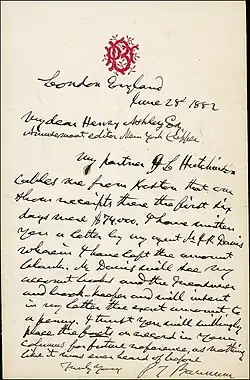 London England
June 28th 1882
My dear Henry Ashley Esq
Amusement editor New York Clipper
My partner J L Hutchinson
cables me from Boston that our
show receipts there the first six
days were $74000. I have written
you a letter by my agent Mr J R Davis
wherein I have left the amount
blank. Mr Davis will see my
account books and the Treasurer
and book-keeper and will insert
in my letter the exact amount to
a penny. I trust you will willingly
place the facts on record in your
columns for future reference, as nothing
like it was ever heard of before
Truly yours
P T Barnum